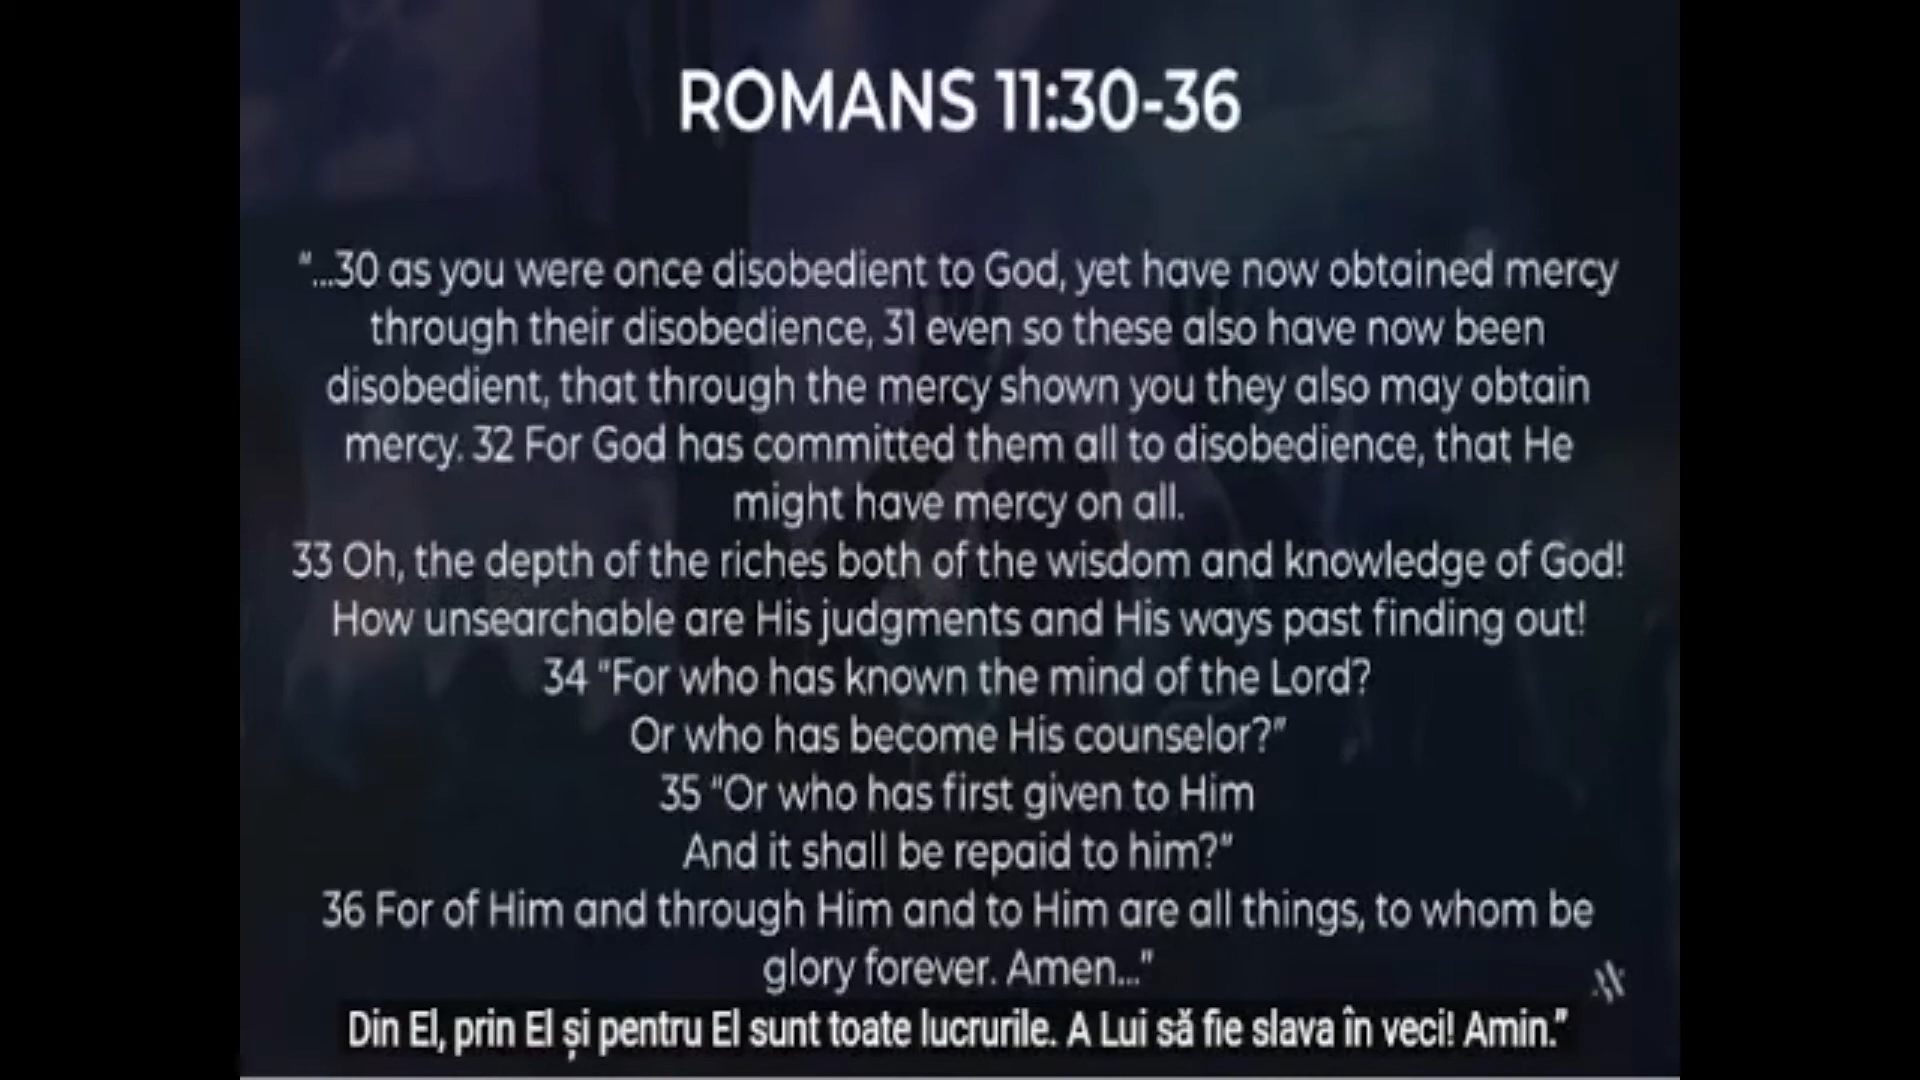 ROMANS 11:30-36
"...30 as you were once disobedient to God, yet have now obtained mercy
through their disobedience, 31 even so these also have now been
disobedient, that through the mercy shown you they also may obtain
mercy. 32 For God has committed them all to disobedience, that He
might have mercy on all.
33 Oh, the depth of the riches both of the wisdom and knowledge of God!
How unsearchable are His judgments and His ways past finding out!
34 "For who has known the mind of the Lord?
Or who has become His counselor?"
35 "Or who has first given to Him
And it shall be repaid to him?"
36 For of Him and through Him and to Him are all things, to whom be
glory forever. Amen..."
Din El, prin El și pentru El sunt toate lucrurile. A Lui să fie slava în veci! Amin."